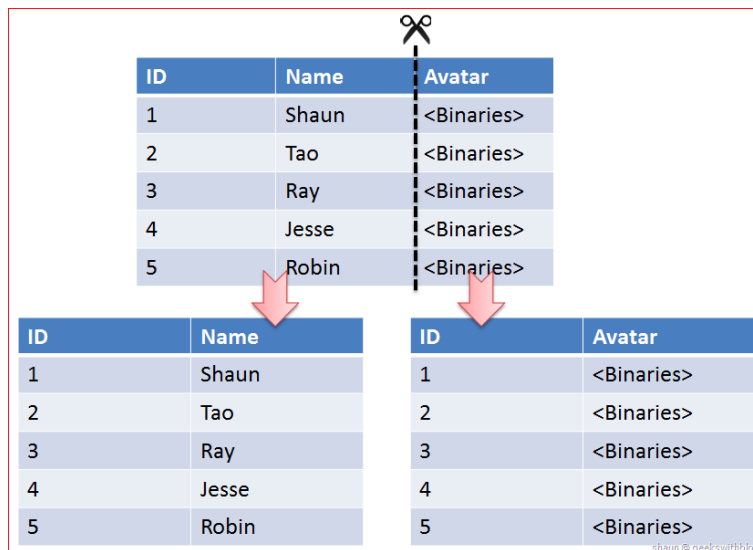 ID Name Avatar
1 Shaun <Binaries>
2 Tao <Binaries>
3 Ray <Binaries>
4 Jesse <Binaries>
5 Robin <Binaries>
ID Name
1 Shaun
2 Tao
3 Ray
4 Jesse
5 Robin
ID Avatar
1 <Binaries>
2 <Binaries>
3 <Binaries>
4 <Binaries>
5 <Binaries>
shaun @ geekswithblo